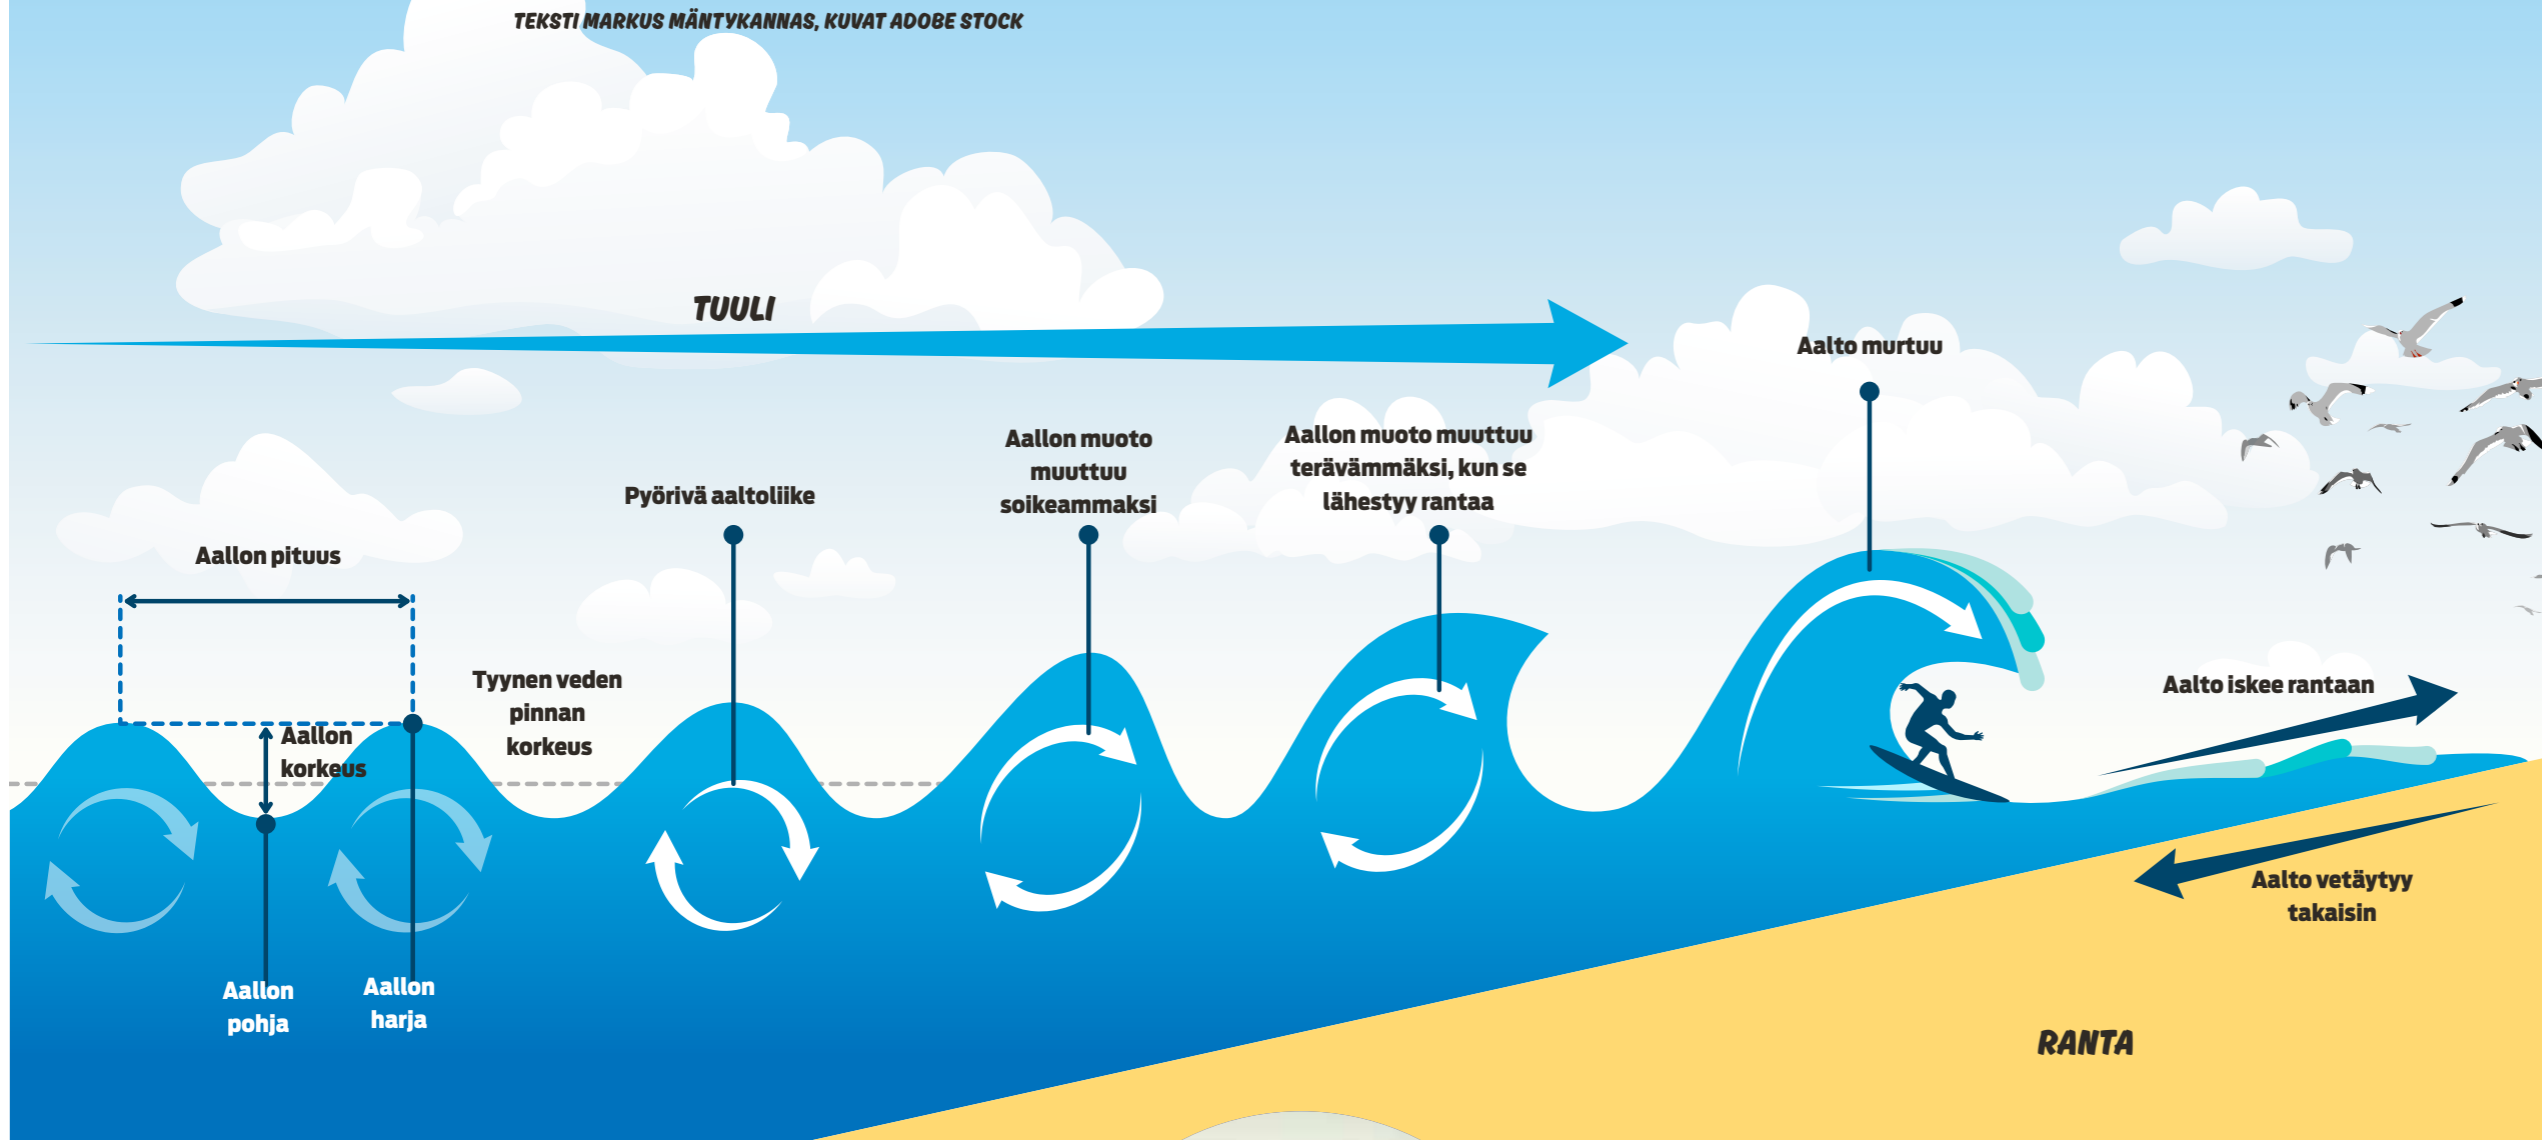 TEKSTI MARKUS MÄNTYKANNAS, KUVAT ADOBE STOCK
TUULI
Aalto murtuu
Aallon muoto
muuttuu
soikeammaksi
Aallon muoto muuttuu
terävämmäksi, kun se
lähestyy rantaa
Pyörivä aaltoliike
Aallon pituus
Tyynen veden
pinnan
korkeus
Aallon
korkeus
Aalto iskee rantaan
Aalto vetäytyy
takaisin
Aallon
pohja
Aallon
harja
RANTA